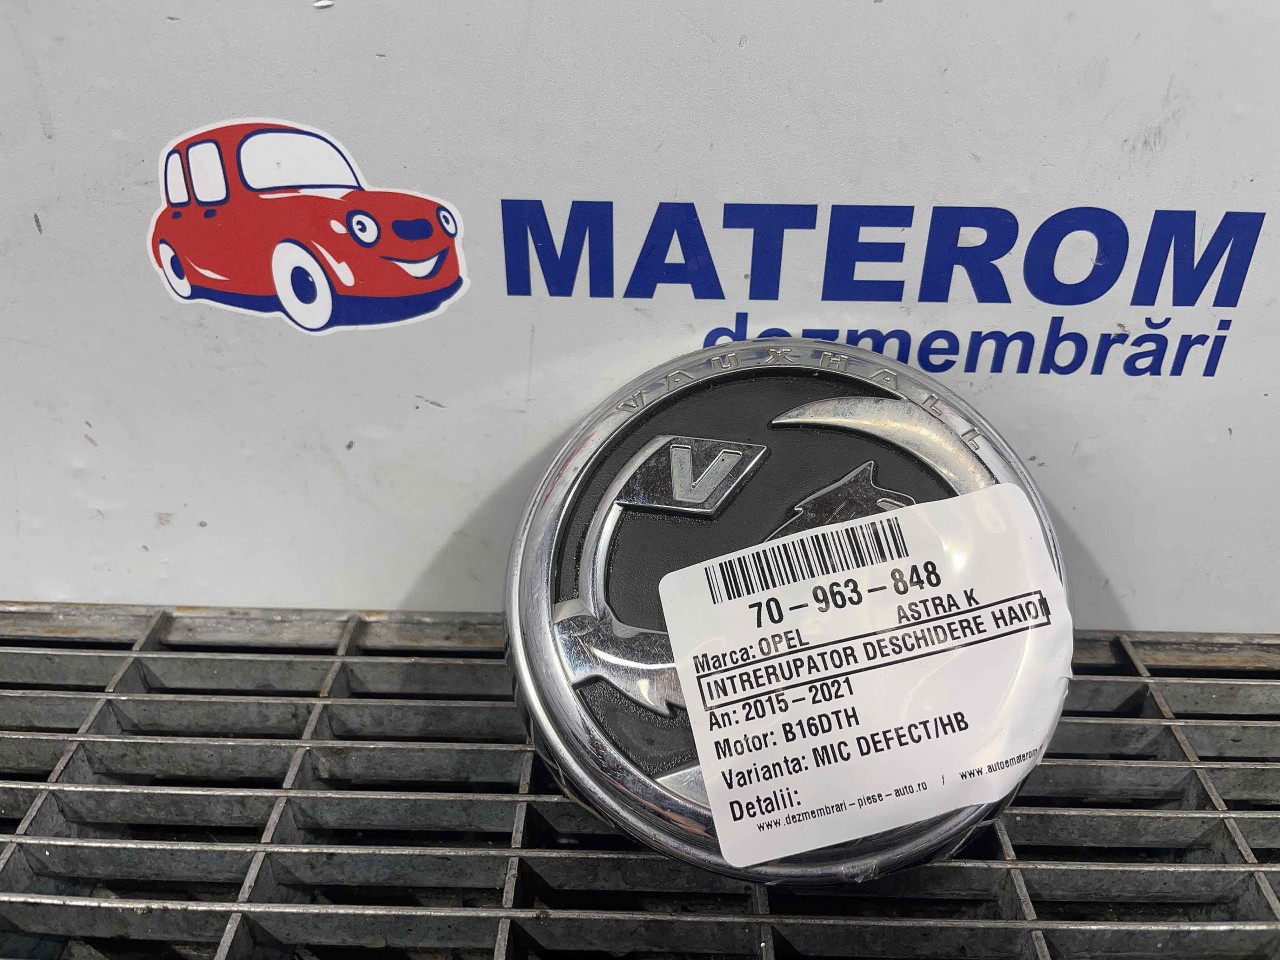 MATEROM
dezmembrări
VAUXHALL
V
70-963-848
Marca: OPEL ASTRA K
INTRERUPATOR DESCHIDERE HAION
An: 2015-2021
Motor: B16DTH
Varianta: MIC DEFECT/HB
Detalii:
www.dezmembrari-piese-auto.ro / www.autoematerom